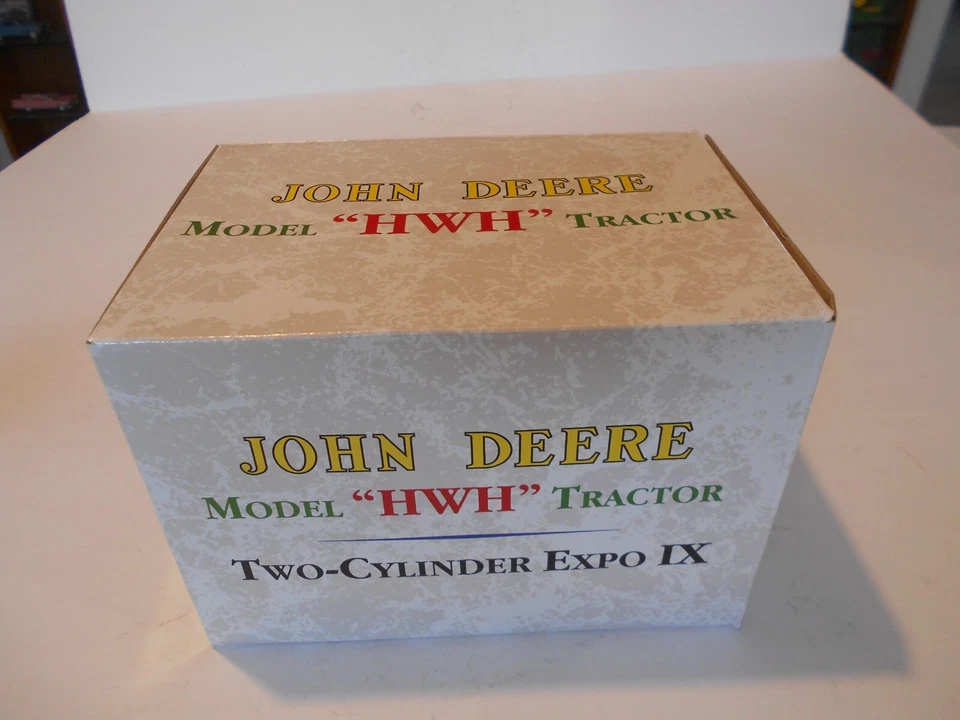 JOHN DEERE
MODEL “HWH” TRACTOR
JOHN DEERE
MODEL “HWH” TRACTOR
TWO-CYLINDER EXPO IX